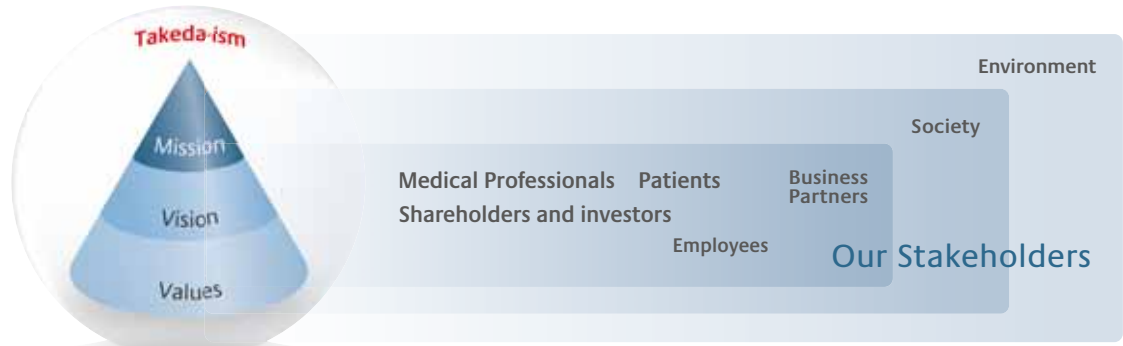 Takeda-ism
Mission
Vision
Values
Environment
Society
Medical Professionals Patients
Business
Partners
Shareholders and investors
Employees
Our Stakeholders